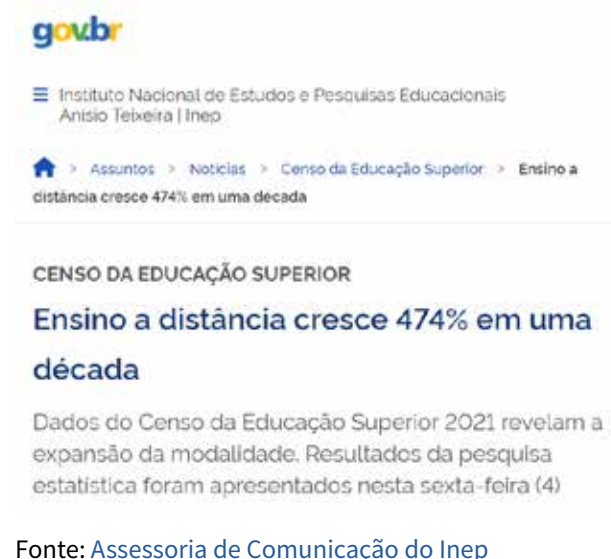 gov.br
Instituto Nacional de Estudos e Pesquisas Educacionais
Anísio Teixeira | Inep
> Assuntos > Notícias > Censo da Educação Superior > Ensino a
distância cresce 474% em uma década
CENSO DA EDUCAÇÃO SUPERIOR
Ensino a distância cresce 474% em uma
década
Dados do Censo da Educação Superior 2021 revelam a
expansão da modalidade. Resultados da pesquisa
estatística foram apresentados nesta sexta-feira (4)
Fonte: Assessoria de Comunicação do Inep